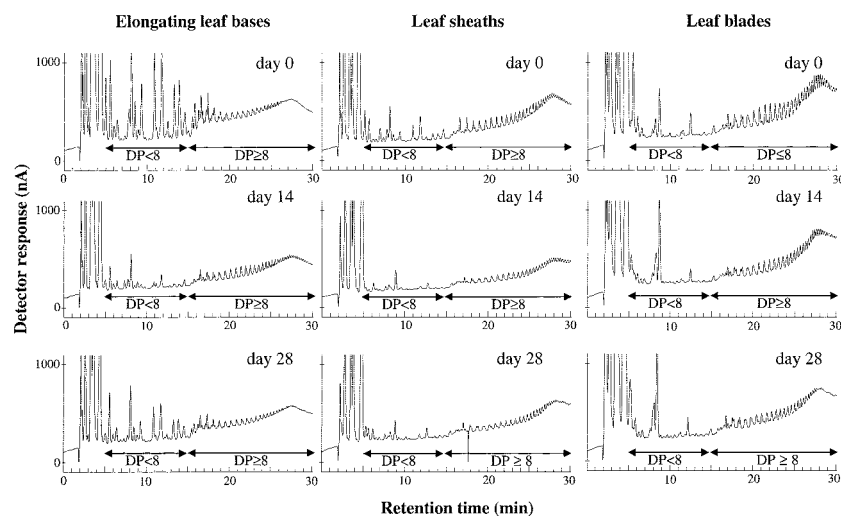 Elongating leaf bases Leaf sheaths Leaf blades
1000 day 0 day 0 day 0
DP<8 DP≥8 DP<8 DP≥8 DP<8 DP≤8
0
0 10 20 30 0 10 20 30 0 10 20 30
1000 day 14 day 14 day 14
DP<8 DP≥8 DP<8 DP≥8 DP<8 DP≥8
0
0 10 20 30 0 10 20 30 0 10 20 30
Detector response (nA)
1000 day 28 day 28 day 28
DP<8 DP≥8 DP<8 DP ≥ 8 DP<8 DP ≥ 8
0
0 10 20 30 0 10 20 30 0 10 20 30
Retention time (min)